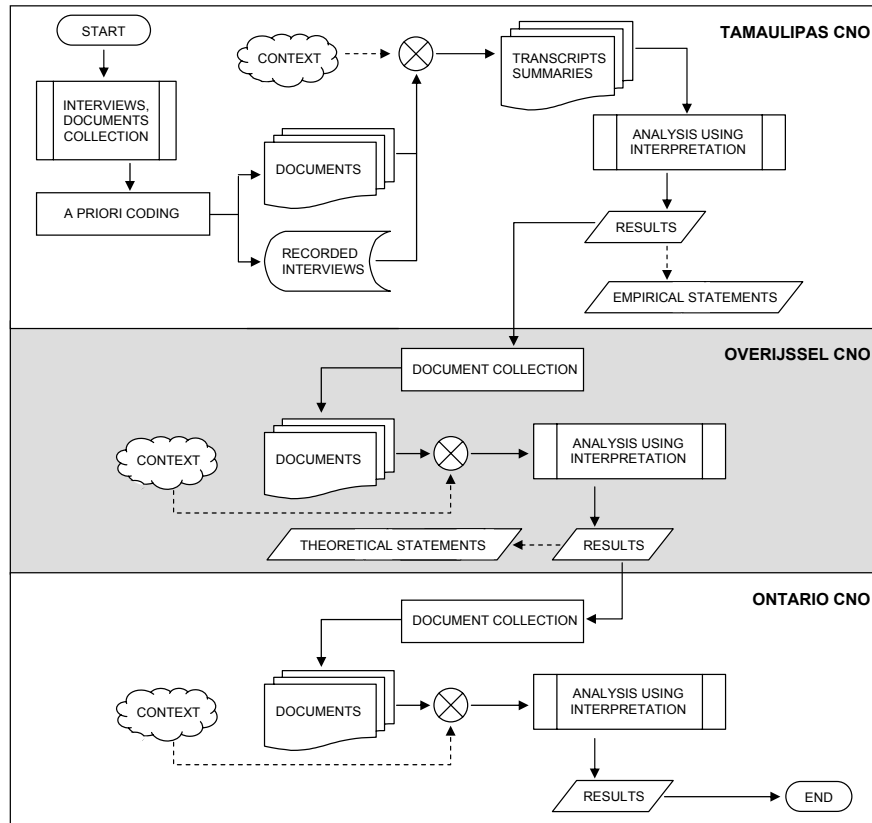 TAMAULIPAS CNO
START
CONTEXT
TRANSCRIPTS
SUMMARIES
INTERVIEWS,
DOCUMENTS
COLLECTION
ANALYSIS USING
INTERPRETATION
DOCUMENTS
A PRIORI CODING
RESULTS
RECORDED
INTERVIEWS
EMPIRICAL STATEMENTS
OVERIJSSEL CNO
DOCUMENT COLLECTION
ANALYSIS USING
INTERPRETATION
CONTEXT
DOCUMENTS
THEORETICAL STATEMENTS
RESULTS
ONTARIO CNO
DOCUMENT COLLECTION
ANALYSIS USING
INTERPRETATION
CONTEXT
DOCUMENTS
RESULTS
END